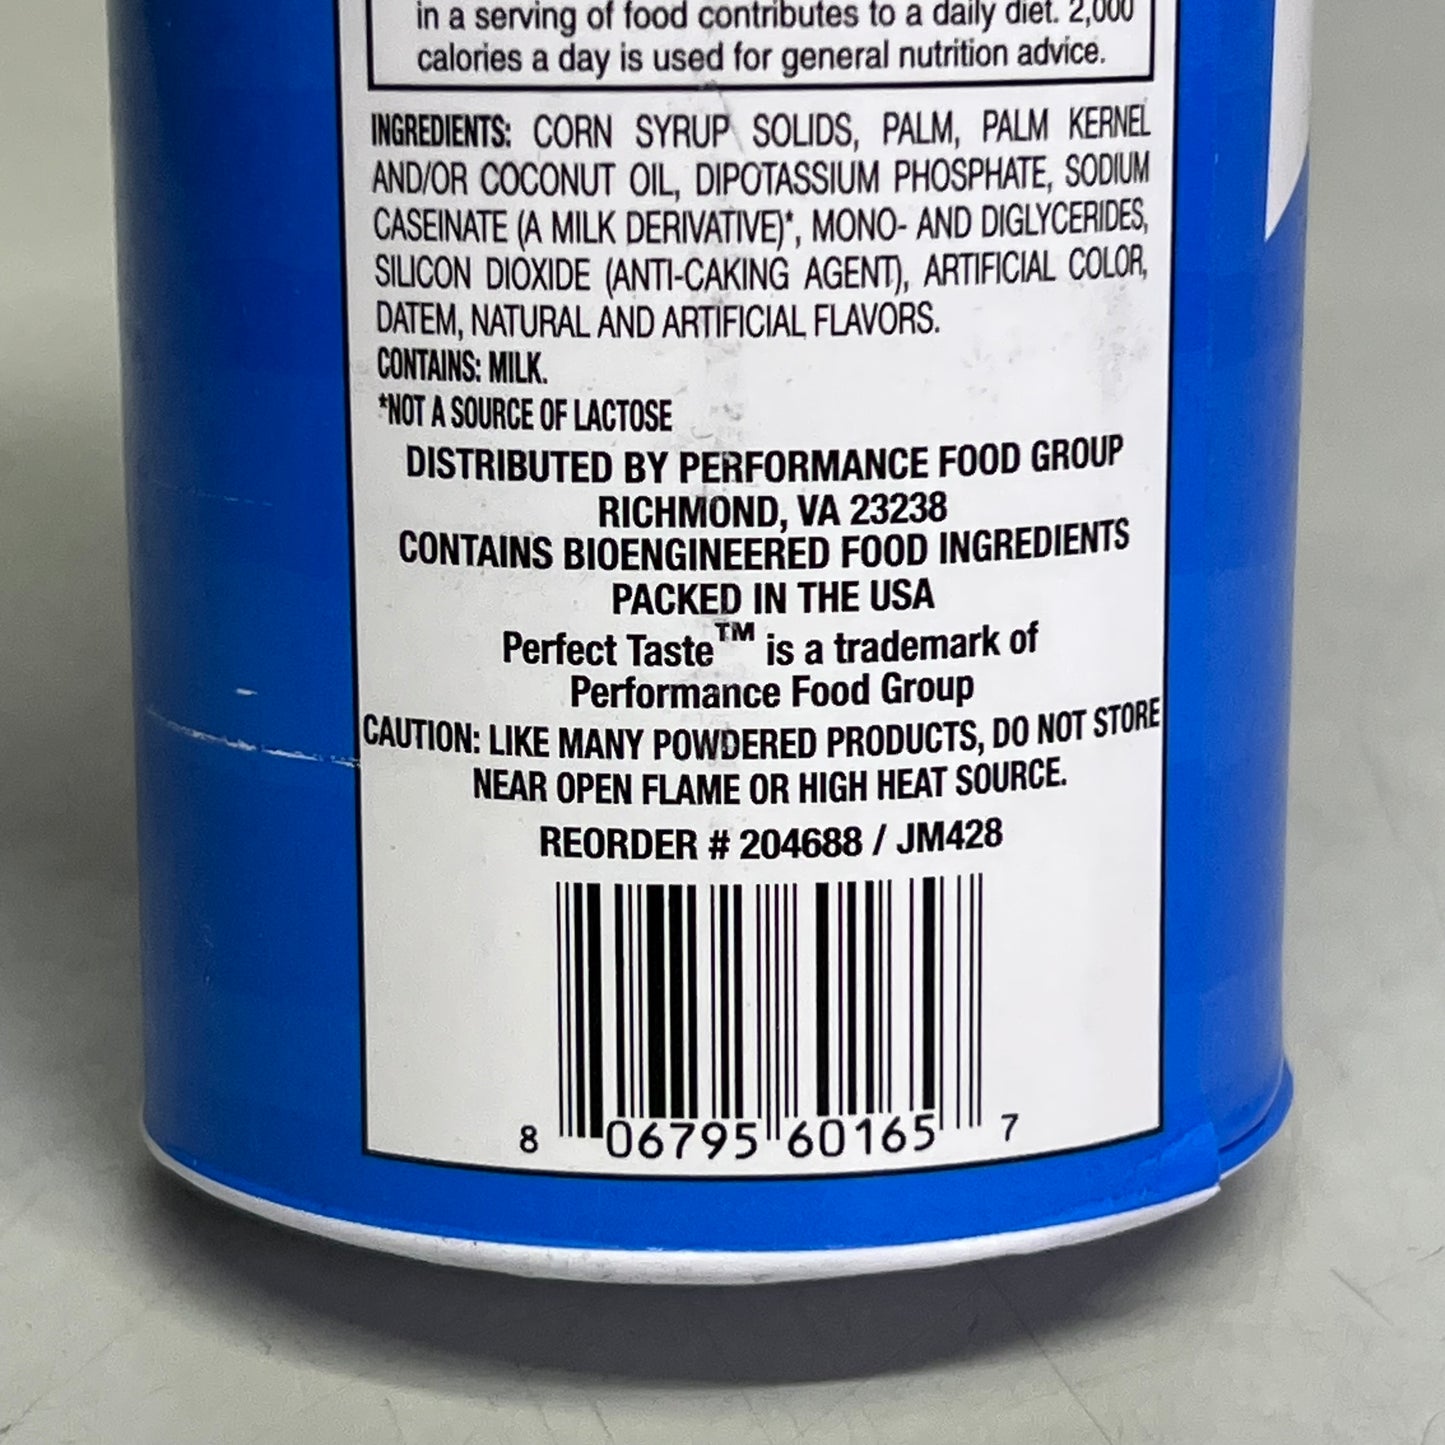 in a serving of food contributes to a daily diet. 2,000
calories a day is used for general nutrition advice.
INGREDIENTS: CORN SYRUP SOLIDS, PALM, PALM KERNEL
AND/OR COCONUT OIL, DIPOTASSIUM PHOSPHATE, SODIUM
CASEINATE (A MILK DERIVATIVE)*, MONO- AND DIGLYCERIDES,
SILICON DIOXIDE (ANTI-CAKING AGENT), ARTIFICIAL COLOR,
DATEM, NATURAL AND ARTIFICIAL FLAVORS.
CONTAINS: MILK.
*NOT A SOURCE OF LACTOSE
DISTRIBUTED BY PERFORMANCE FOOD GROUP
RICHMOND, VA 23238
CONTAINS BIOENGINEERED FOOD INGREDIENTS
PACKED IN THE USA
Perfect Taste™ is a trademark of
Performance Food Group
CAUTION: LIKE MANY POWDERED PRODUCTS, DO NOT STORE
NEAR OPEN FLAME OR HIGH HEAT SOURCE.
REORDER # 204688 / JM428
8 06795 60165 7